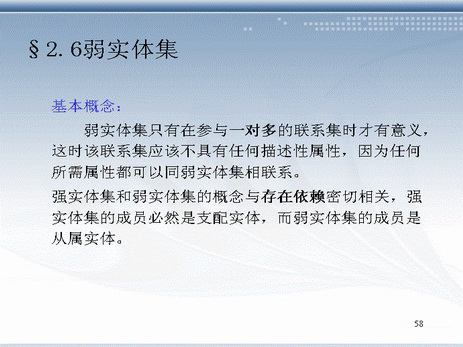 §2.6弱实体集
基本概念：
弱实体集只有在参与一对多的联系集时才有意义，
这时该联系集应该不具有任何描述性属性，因为任何
所需属性都可以同弱实体集相联系。
强实体集和弱实体集的概念与存在依赖密切相关，强
实体集的成员必然是支配实体，而弱实体集的成员是
从属实体。
58